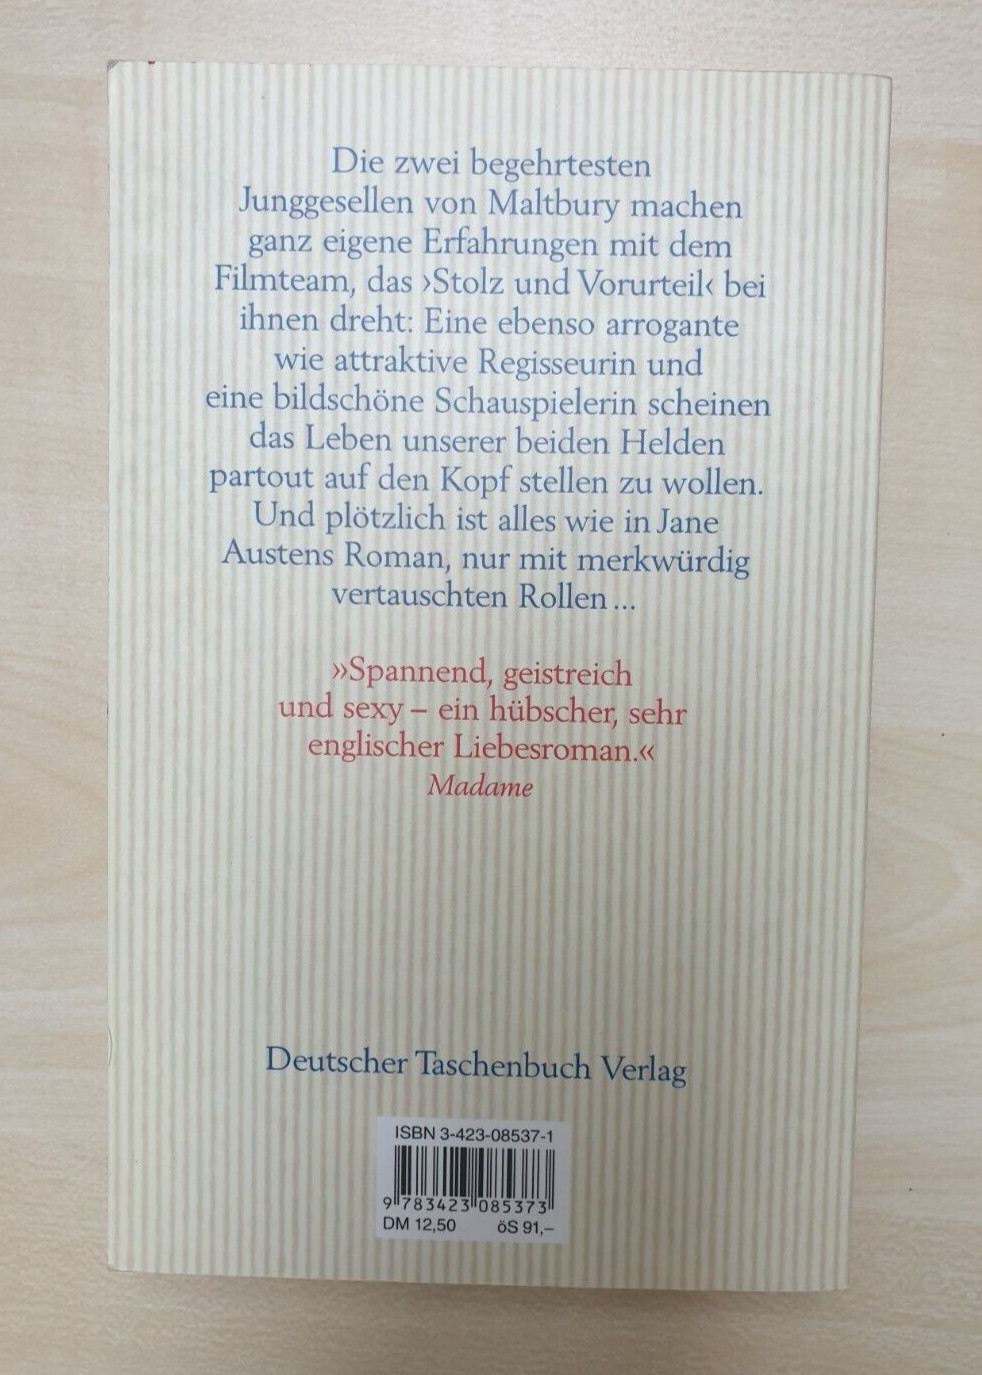 Die zwei begehrtesten
Junggesellen von Maltbury machen
ganz eigene Erfahrungen mit dem
Filmteam, das ›Stolz und Vorurteil‹ bei
ihnen dreht: Eine ebenso arrogante
wie attraktive Regisseurin und
eine bildschöne Schauspielerin scheinen
das Leben unserer beiden Helden
partout auf den Kopf stellen zu wollen.
Und plötzlich ist alles wie in Jane
Austens Roman, nur mit merkwürdig
vertauschten Rollen ...
»Spannend, geistreich
und sexy – ein hübscher, sehr
englischer Liebesroman.«
Madame
Deutscher Taschenbuch Verlag
ISBN 3-423-08537-1
9 783423 085373
DM 12,50 öS 91,–